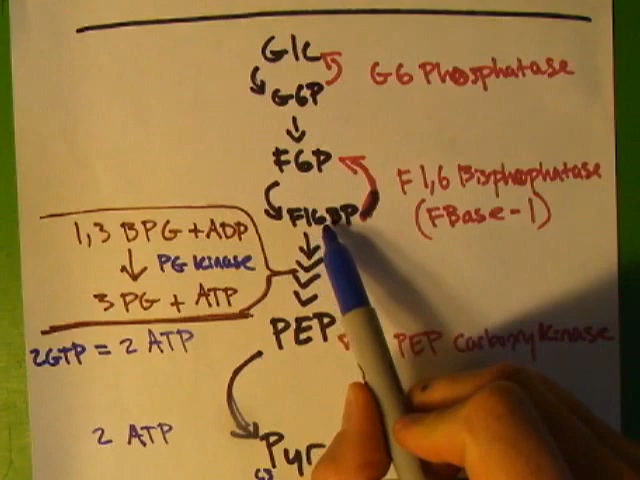 Glc
G6 Phosphatase
G6P
F6P
F1,6 Bisphophatase
(FBase-1)
F16BP
1,3 BPG + ADP
PG Kinase
3 PG + ATP
PEP
PEP carboxykinase
2GTP = 2 ATP
2 ATP
Pyr